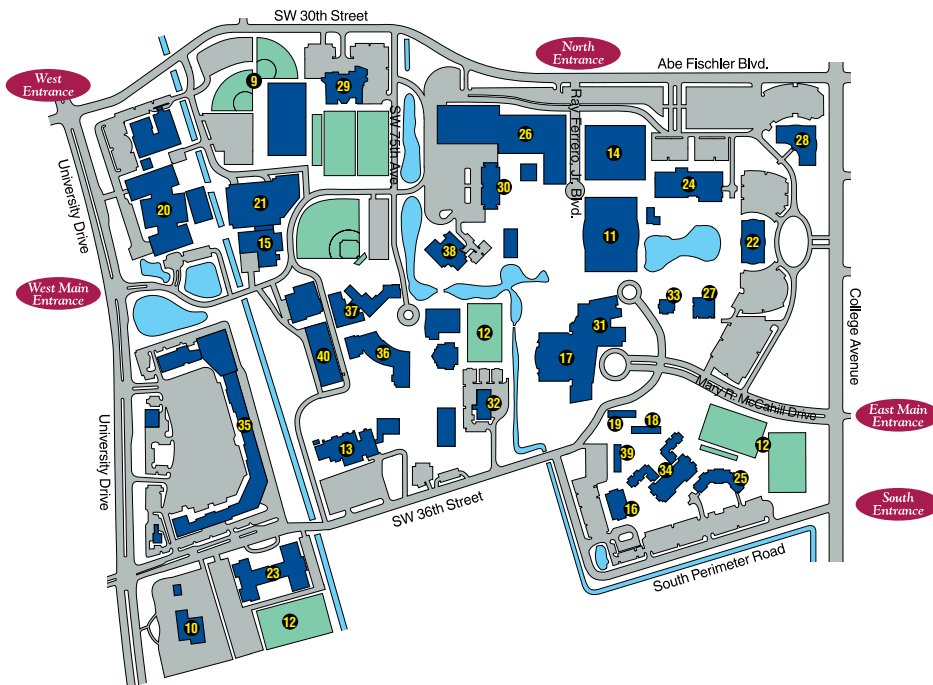 SW 30th Street
North
Entrance
Abe Fischler Blvd.
West
Entrance
9
29
SW 75th Ave.
26
Ray Ferrero Jr. Blvd.
14
28
30
24
University Drive
20
21
15
38
11
22
West Main
Entrance
37
40
36
12
33
27
31
17
College Avenue
32
Mary R. McCahill Drive
35
University Drive
13
19
18
12
East Main
Entrance
39
34
25
16
SW 36th Street
South
Entrance
South Perimeter Road
23
10
12